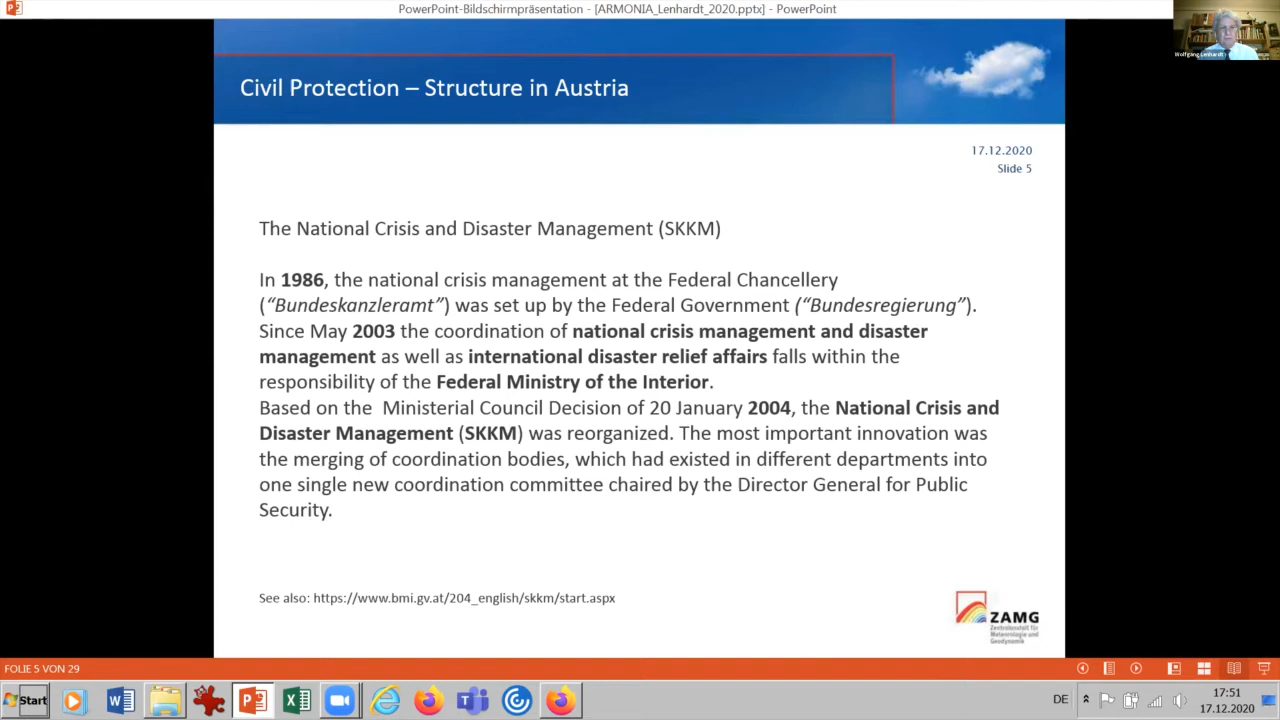 PowerPoint-Bildschirmpräsentation - [ARMONIA_Lenhardt_2020.pptx] - PowerPoint
Wolfgang Lenhardt
Civil Protection – Structure in Austria
17.12.2020
Slide 5
The National Crisis and Disaster Management (SKKM)
In 1986, the national crisis management at the Federal Chancellery
(“Bundeskanzleramt”) was set up by the Federal Government (“Bundesregierung”).
Since May 2003 the coordination of national crisis management and disaster
management as well as international disaster relief affairs falls within the
responsibility of the Federal Ministry of the Interior.
Based on the  Ministerial Council Decision of 20 January 2004, the National Crisis and
Disaster Management (SKKM) was reorganized. The most important innovation was
the merging of coordination bodies, which had existed in different departments into
one single new coordination committee chaired by the Director General for Public
Security.
See also: https://www.bmi.gv.at/204_english/skkm/start.aspx
ZAMG
Zentralanstalt für
Meteorologie und
Geodynamik
FOLIE 5 VON 29
Start
DE
17:51
17.12.2020